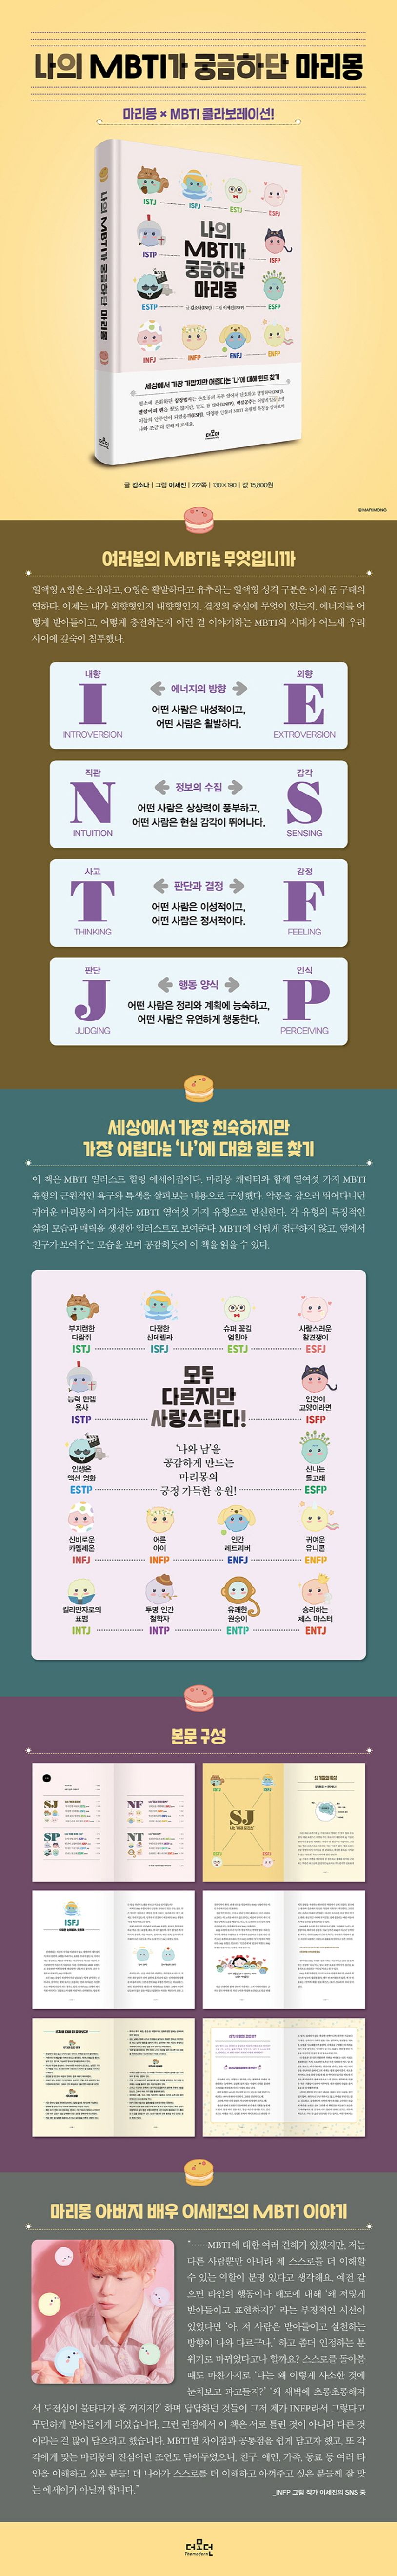 나의 MBTI가 궁금하단 마리몽
마리몽 × MBTI 콜라보레이션!
나의 MBTI가 궁금하단 마리몽
ISTJ
ISFJ
ESTJ
ESFJ
나의
MBTI가
궁금하단
마리몽
ISTP
ISFP
ESTP
ESFP
INFJ
INFP
ENFJ
ENFP
세상에서 가장 가깝지만 어렵다는 '나'에 대해 힌트 찾기
더모던
글 김소나 | 그림 이세진 | 272쪽 | 130×190 | 값 15,800원
©MARIMONG
여러분의 MBTI는 무엇입니까
혈액형 A형은 소심하고, O형은 활발하다고 유추하는 혈액형 성격 구분은 이제 좀 구태의
연하다. 이제는 내가 외향형인지 내향형인지, 결정의 중심에 무엇이 있는지, 에너지를 어
떻게 받아들이고, 어떻게 충전하는지 이런 걸 이야기하는 MBTI의 시대가 어느새 우리
사이에 깊숙이 침투했다.
내향
I
INTROVERSION
에너지의 방향
어떤 사람은 내성적이고,
어떤 사람은 활발하다.
외향
E
EXTROVERSION
직관
N
INTUITION
정보의 수집
어떤 사람은 상상력이 풍부하고,
어떤 사람은 현실 감각이 뛰어나다.
감각
S
SENSING
사고
T
THINKING
판단과 결정
어떤 사람은 이성적이고,
어떤 사람은 정서적이다.
감정
F
FEELING
판단
J
JUDGING
행동 양식
어떤 사람은 정리와 계획에 능숙하고,
어떤 사람은 유연하게 행동한다.
인식
P
PERCEIVING
세상에서 가장 친숙하지만
가장 어렵다는 '나'에 대한 힌트 찾기
이 책은 MBTI 일러스트 힐링 에세이집이다. 마리몽 캐릭터와 함께 열여섯 가지 MBTI
유형의 근원적인 욕구와 특색을 살펴보는 내용으로 구성했다. 악몽을 잡으러 뛰어다니던
귀여운 마리몽이 여기서는 MBTI 열여섯 가지 유형으로 변신한다. 각 유형의 특징적인
삶의 모습과 매력을 생생한 일러스트로 보여준다. MBTI에 어렵게 접근하지 않고, 옆에서
친구가 보여주는 모습을 보며 공감하듯이 이 책을 읽을 수 있다.
부지런한
다람쥐
ISTJ
다정한
신데렐라
ISFJ
슈퍼 꽃길
엄친아
ESTJ
사랑스러운
참견쟁이
ESFJ
능력 만렙
용사
ISTP
모두
다르지만
사랑스럽다!
인간이
고양이라면
ISFP
'나와 남'을
공감하게 만드는
마리몽의
긍정 가득한 응원!
인생은
액션 영화
ESTP
신나는
돌고래
ESFP
신비로운
카멜레온
INFJ
어른
아이
INFP
인간
레트리버
ENFJ
귀여운
유니콘
ENFP
킬리만자로의
표범
INTJ
투명 인간
철학자
INTP
유쾌한
원숭이
ENTP
승리하는
체스 마스터
ENTJ
본문 구성
SJ
NF
SP
NT
SJ
ISFJ
마리몽 아버지 배우 이세진의 MBTI 이야기
"……MBTI에 대한 여러 견해가 있겠지만, 저는
다른 사람뿐만 아니라 제 스스로를 더 이해할
수 있는 역할이 분명 있다고 생각해요. 예전 같
으면 타인의 행동이나 태도에 대해 '왜 저렇게
받아들이고 표현하지?' 라는 부정적인 시선이
있었다면 '아, 저 사람은 받아들이고 실천하는
방향이 나와 다르구나.' 하고 좀더 인정하는 분
위기로 바뀌었다고나 할까요? 스스로를 돌아볼
때도 마찬가지로 '나는 왜 이렇게 사소한 것에
눈치보고 파고들지?' '왜 새벽에 초롱초롱해져
서 도전심이 불타다가 훅 꺼지지?' 하며 답답하던 것들이 그저 제가 INFP라서 그렇다고
무던하게 받아들이게 되었습니다. 그런 관점에서 이 책은 서로 틀린 것이 아니라 다른 것
이라는 걸 많이 담으려고 했습니다. MBTI별 차이점과 공통점을 쉽게 담고자 했고, 또 각
각에게 맞는 마리몽의 진심어린 조언도 담아두었으니, 친구, 애인, 가족, 동료 등 여러 타
인을 이해하고 싶은 분들! 더 나아가 스스로를 더 이해하고 아껴주고 싶은 분들께 잘 맞
는 에세이가 아닐까 합니다."
_INFP 그림 작가 이세진의 SNS 중
더모던
Themodern